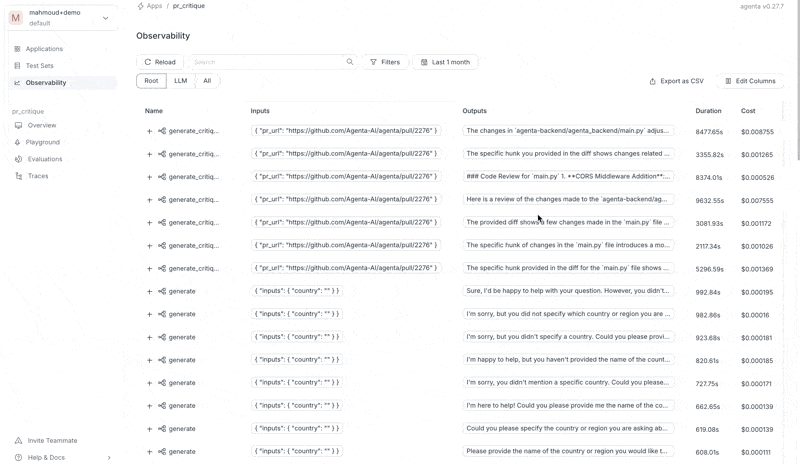 M mahmoud+demo
default
Apps / pr_critique
agenta v0.27.7
Applications
Test Sets
Observability
pr_critique
Overview
Playground
Evaluations
Traces
Invite Teammate
Help & Docs
Observability
Reload Search Filters Last 1 month
Root LLM All Export as CSV Edit Columns
Name Inputs Outputs Duration Cost
generate_critiq... { "pr_url": "https://github.com/Agenta-AI/agenta/pull/2276" } The changes in `agenta-backend/agenta_backend/main.py` adjus... 8477.65s $0.008755
generate_critiq... { "pr_url": "https://github.com/Agenta-AI/agenta/pull/2276" } The specific hunk you provided in the diff shows changes related ... 3355.82s $0.001265
generate_critiq... { "pr_url": "https://github.com/Agenta-AI/agenta/pull/2276" } ### Code Review for `main.py` 1. **CORS Middleware Addition**:... 8374.01s $0.000526
generate_critiq... { "pr_url": "https://github.com/Agenta-AI/agenta/pull/2276" } Here is a review of the changes made to the `agenta-backend/ag... 9632.55s $0.007555
generate_critiq... { "pr_url": "https://github.com/Agenta-AI/agenta/pull/2276" } The provided diff shows a few changes made in the `main.py` file ... 3081.93s $0.001172
generate_critiq... { "pr_url": "https://github.com/Agenta-AI/agenta/pull/2276" } The specific hunk of changes in the `main.py` file introduces a mo... 2117.34s $0.001026
generate_critiq... { "pr_url": "https://github.com/Agenta-AI/agenta/pull/2276" } The specific hunk provided in the diff for the `main.py` file shows ... 5296.59s $0.001369
generate { "inputs": { "country": "" } } Sure, I'd be happy to help with your question. However, you didn't... 992.84s $0.000195
generate { "inputs": { "country": "" } } I'm sorry, but you did not specify which country or region you are ... 982.86s $0.00016
generate { "inputs": { "country": "" } } I'm sorry, but you didn't specify a country. Could you please provi... 923.68s $0.000181
generate { "inputs": { "country": "" } } I'm happy to help, but you haven't provided the name of the count... 820.61s $0.000185
generate { "inputs": { "country": "" } } I'm sorry, you didn't mention a specific country. Could you please... 727.75s $0.000171
generate { "inputs": { "country": "" } } I'm here to help! Could you please provide me the name of the co... 662.65s $0.000139
generate { "inputs": { "country": "" } } Could you please specify the country or region you are asking ab... 619.08s $0.000139
generate { "inputs": { "country": "" } } Please provide the name of the country or region you would like t... 608.01s $0.000111